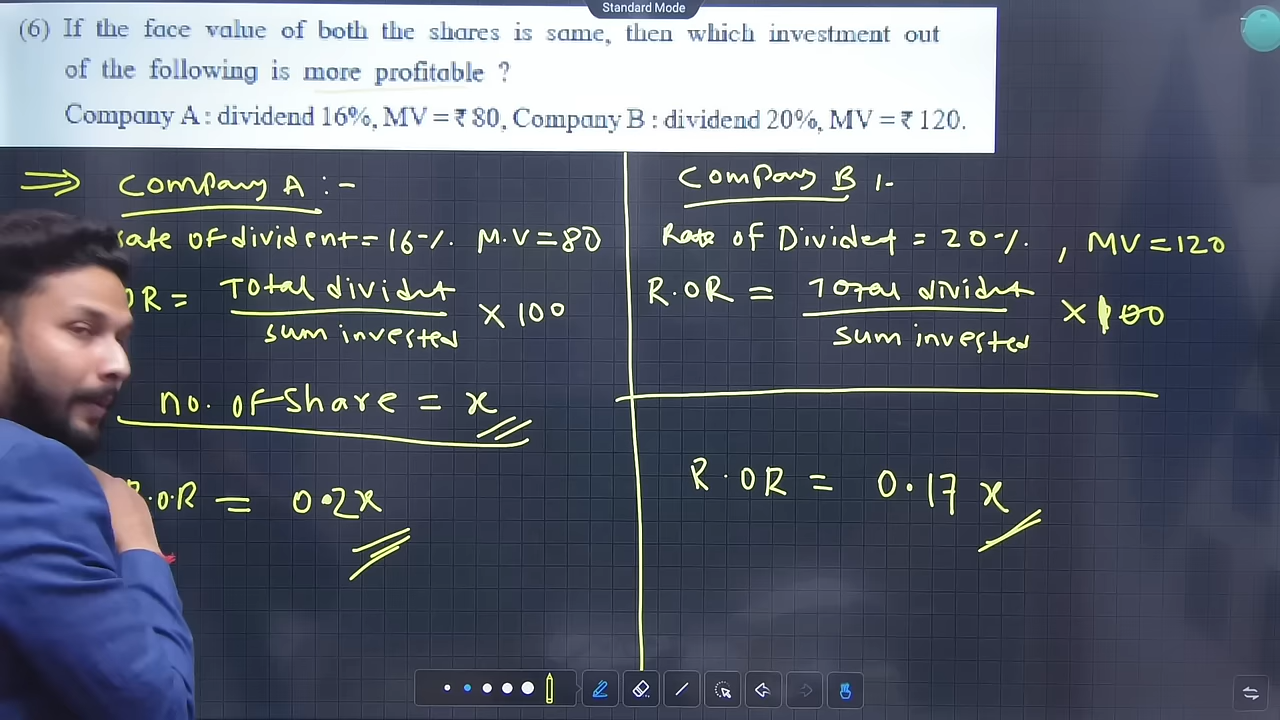 Standard Mode
(6) If the face value of both the shares is same, then which investment out
of the following is more profitable ?
Company A : dividend 16%, MV = ₹ 80, Company B : dividend 20%, MV = ₹ 120.
⇒ Company A :-
Rate of divident = 16-/. M.V = 80
OR = Total divident / sum invested × 100
no. of share = x
R.O.R = 0.2x
Company B :-
Rate of Divident = 20-/. , MV = 120
R.OR = Total divident / sum invested × 100
R.OR = 0.17 x